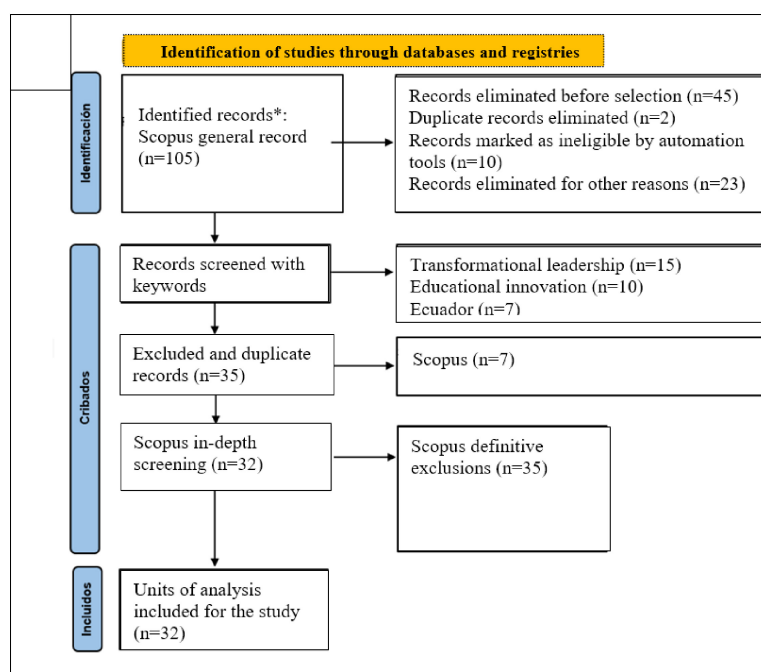 Identification of studies through databases and registries
Identificación
Identified records*:
Scopus general record
(n=105)
Records eliminated before selection (n=45)
Duplicate records eliminated (n=2)
Records marked as ineligible by automation
tools (n=10)
Records eliminated for other reasons (n=23)
Cribados
Records screened with
keywords
Transformational leadership (n=15)
Educational innovation (n=10)
Ecuador (n=7)
Excluded and duplicate
records (n=35)
Scopus (n=7)
Scopus in-depth
screening (n=32)
Scopus definitive
exclusions (n=35)
Incluidos
Units of analysis
included for the study
(n=32)